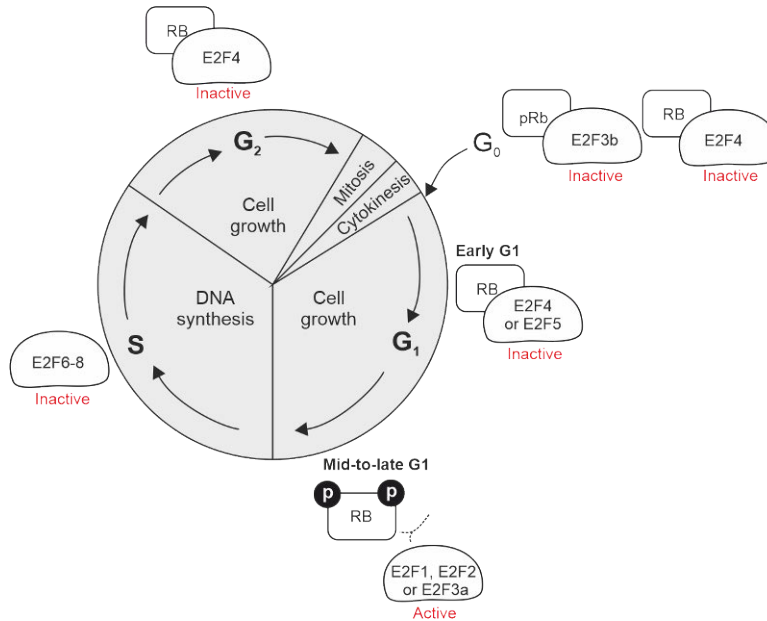 RB
E2F4
Inactive
G₂
Cell
growth
Mitosis
Cytokinesis
G₀
pRb
E2F3b
Inactive
RB
E2F4
Inactive
Early G1
RB
E2F4
or E2F5
Inactive
DNA
synthesis
Cell
growth
G₁
S
E2F6-8
Inactive
Mid-to-late G1
p
p
RB
E2F1, E2F2
or E2F3a
Active